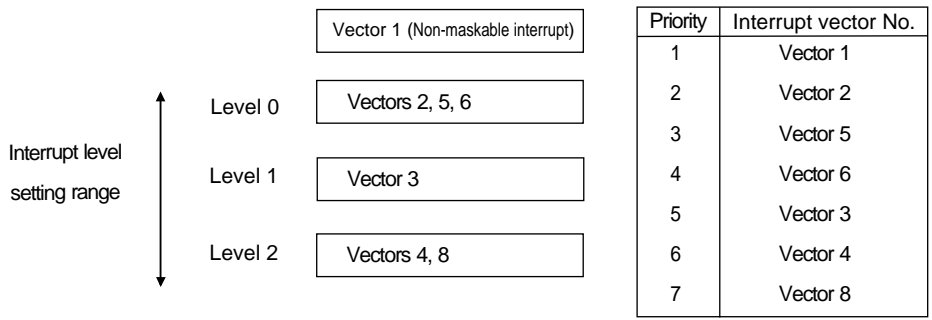 Vector 1 (Non-maskable interrupt)
Level 0
Vectors 2, 5, 6
Interrupt level
setting range
Level 1
Vector 3
Level 2
Vectors 4, 8
Priority Interrupt vector No.
1 Vector 1
2 Vector 2
3 Vector 5
4 Vector 6
5 Vector 3
6 Vector 4
7 Vector 8